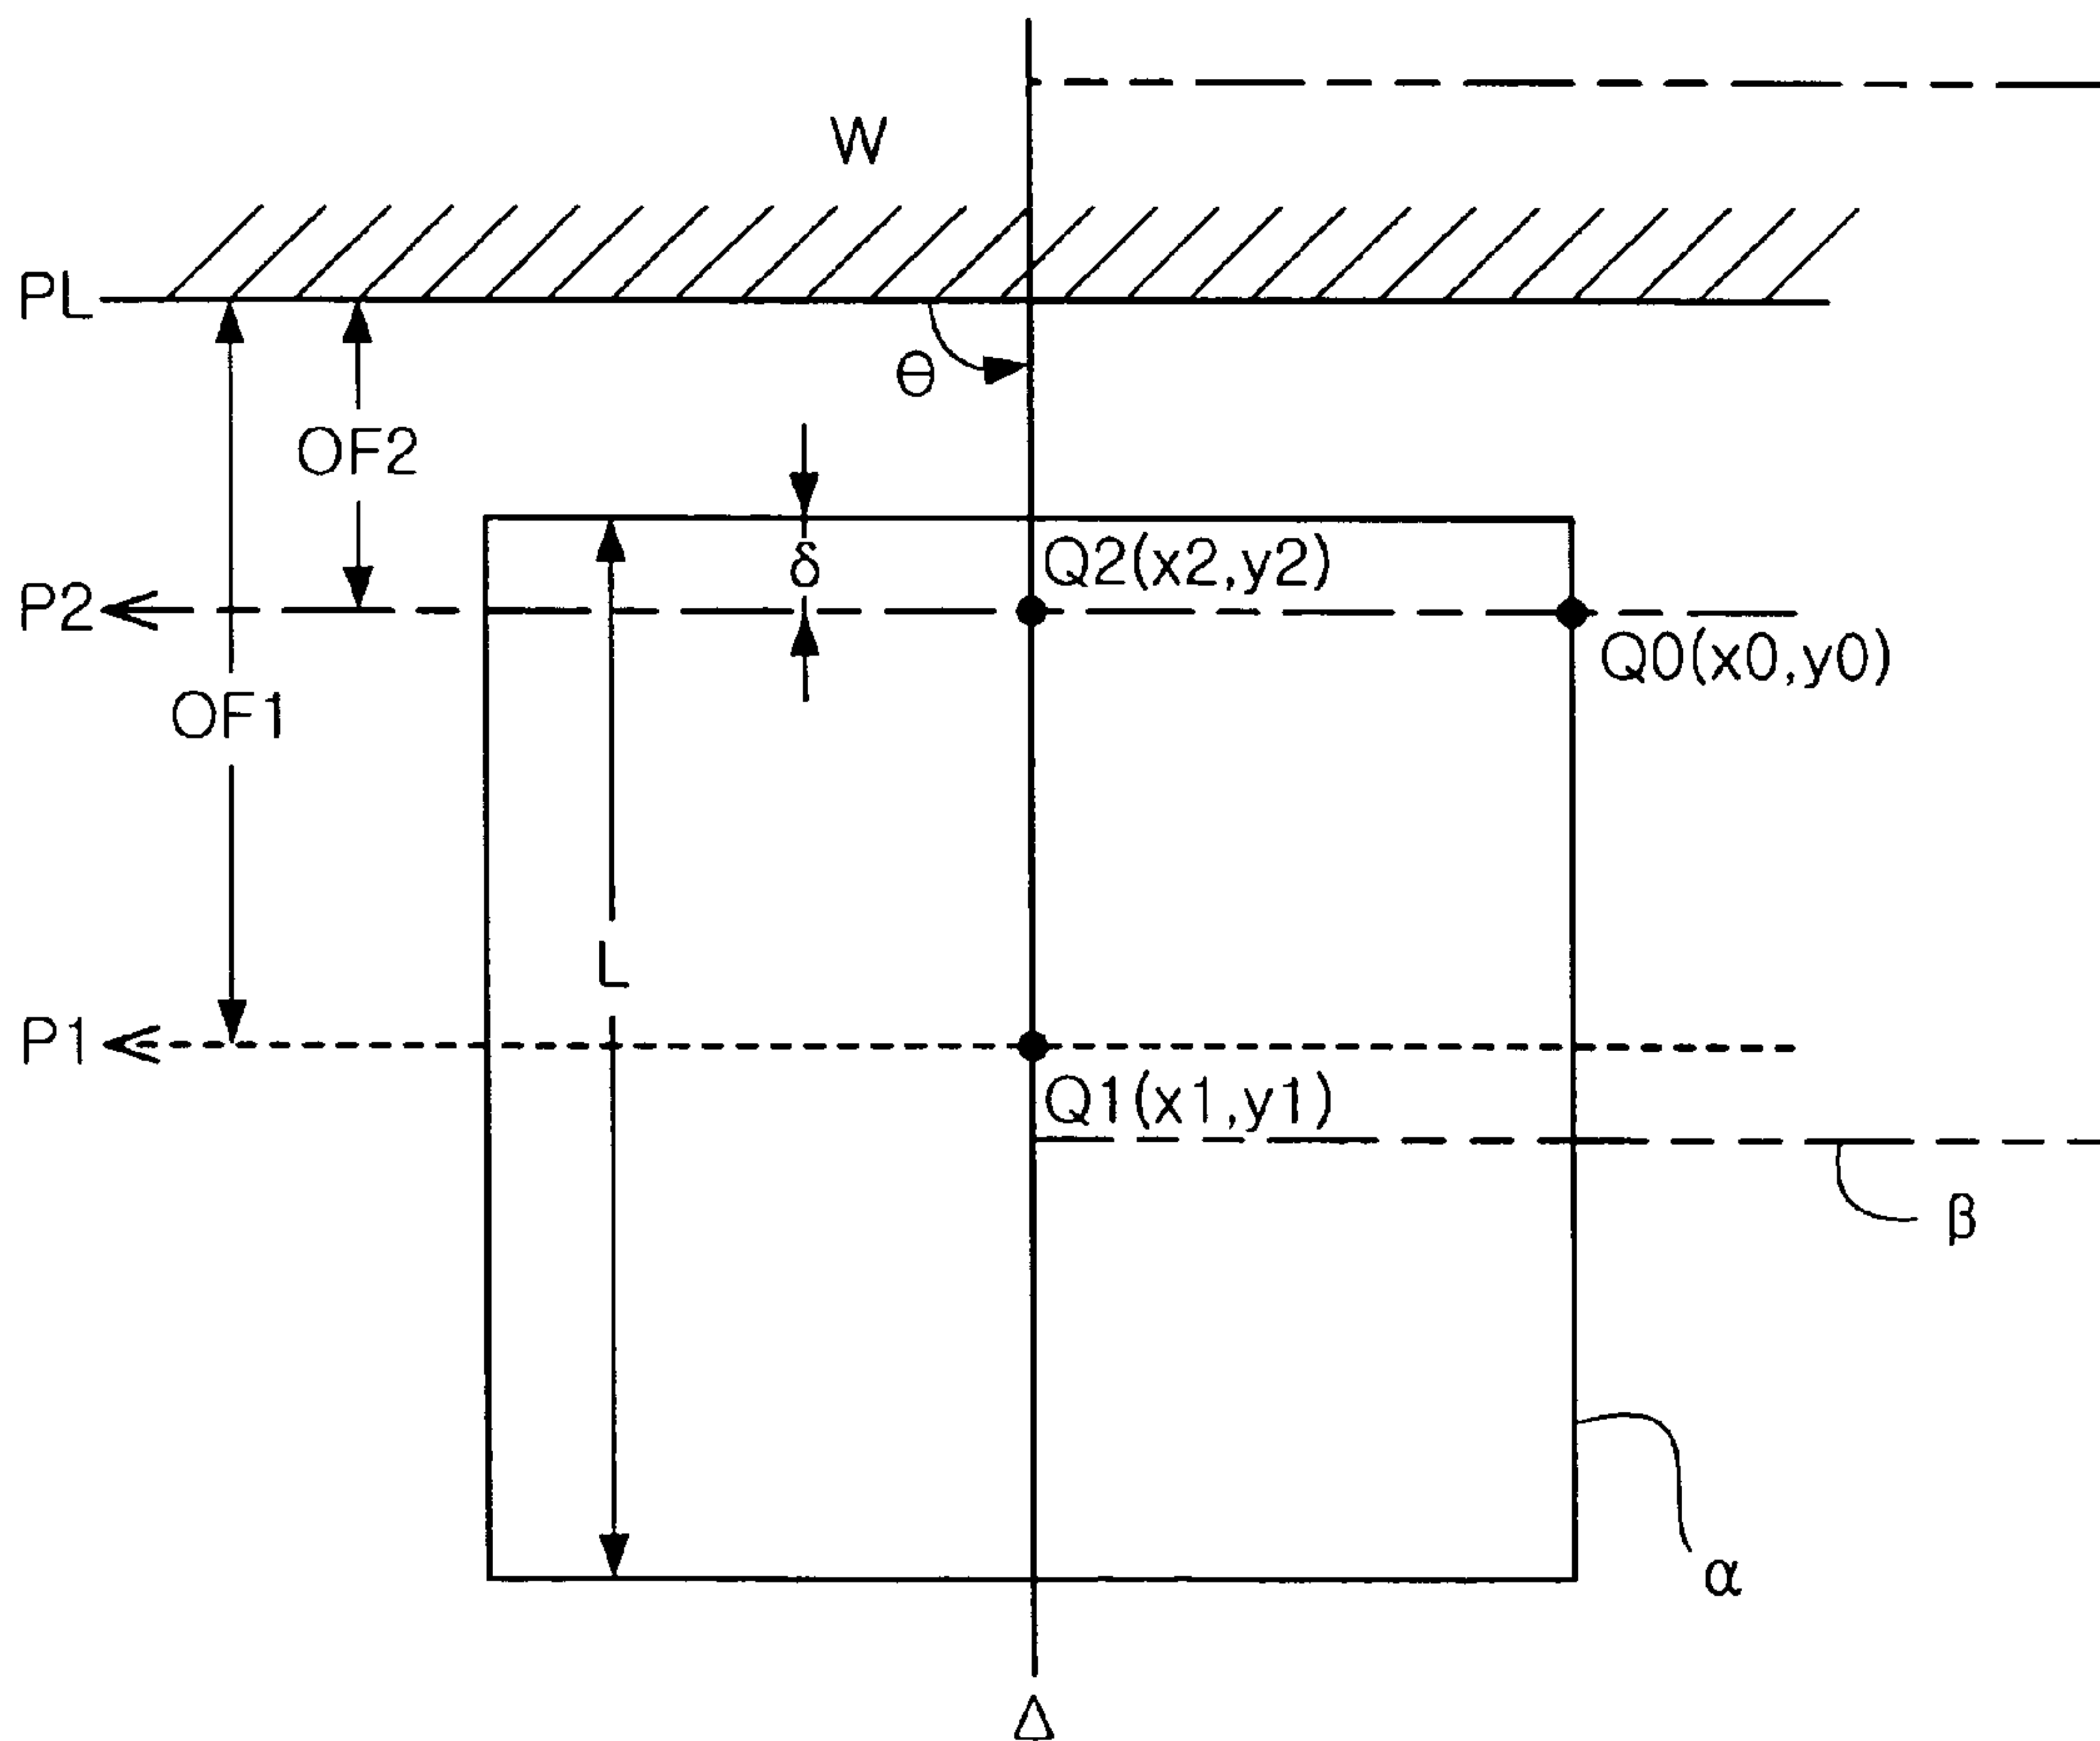 W
PL
θ
OF2
δ
Q2(x2,y2)
P2
Q0(x0,y0)
OF1
L
P1
Q1(x1,y1)
β
α
Δ